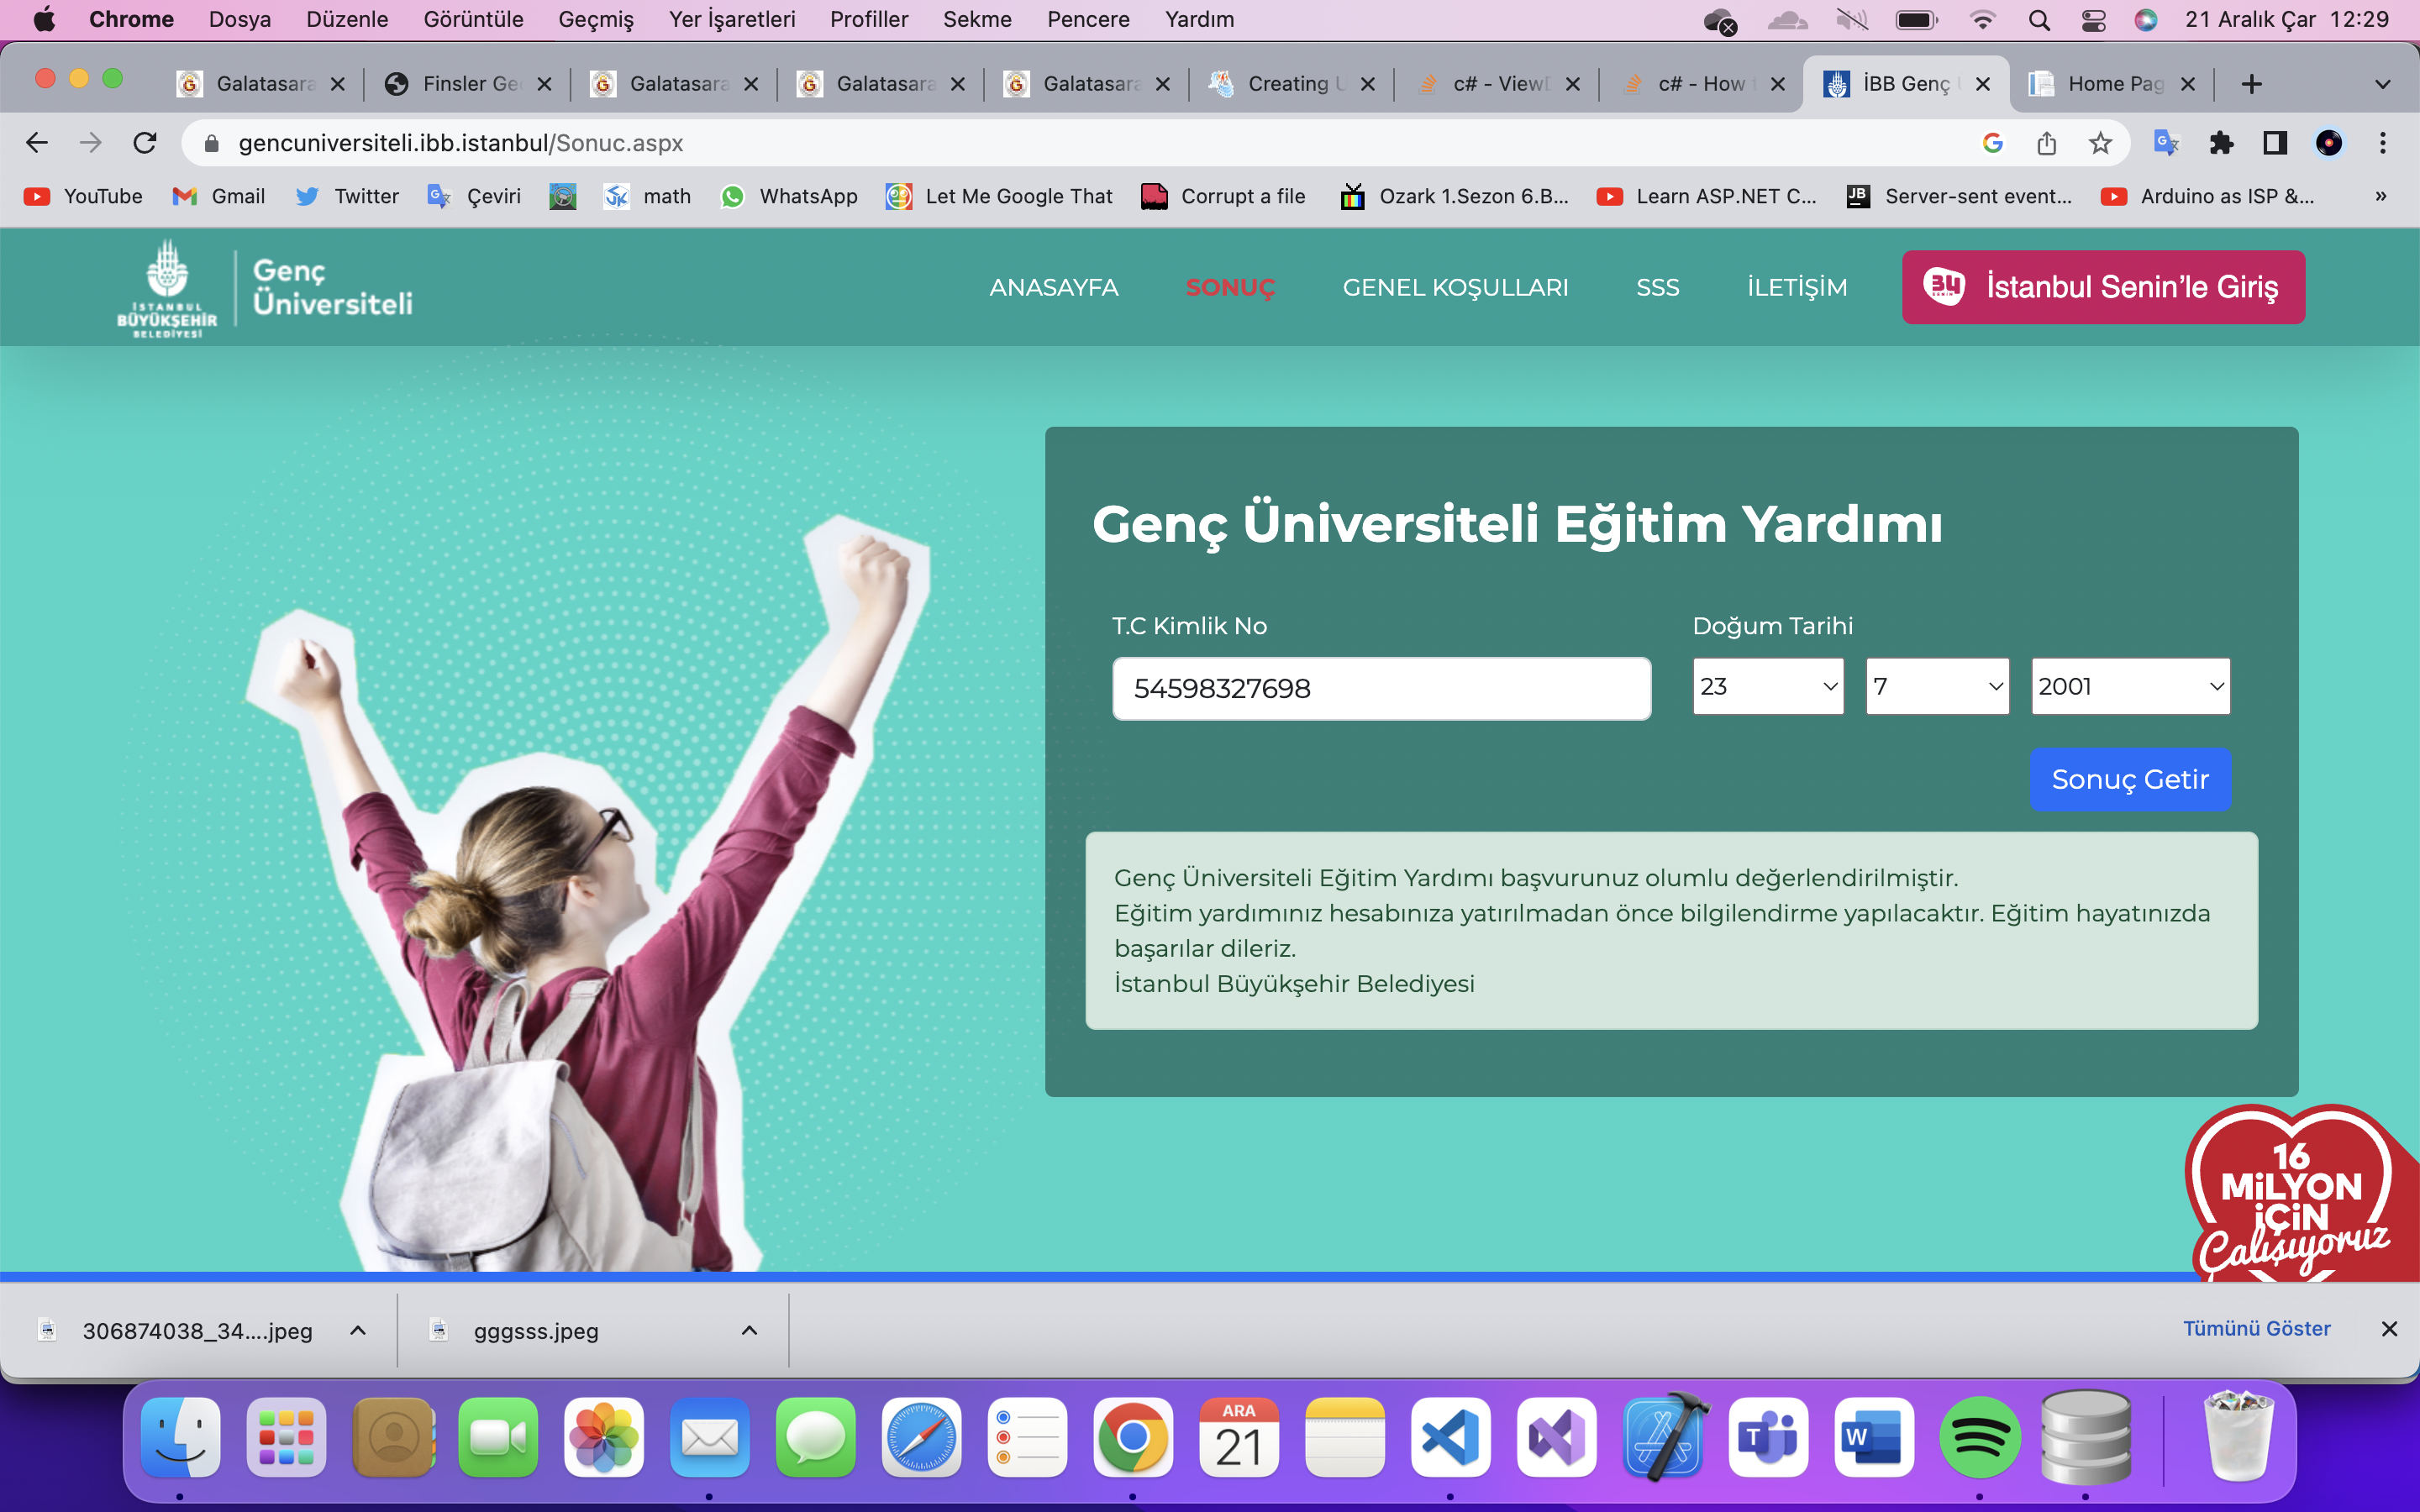 Chrome Dosya Düzenle Görüntüle Geçmiş Yer İşaretleri Profiller Sekme Pencere Yardım 21 Aralık Çar 12:29
Galatasara Finsler Ge Galatasara Galatasara Galatasara Creating U c# - View c# - How t İBB Genç Home Pag
gencuniversiteli.ibb.istanbul/Sonuc.aspx
YouTube Gmail Twitter Çeviri math WhatsApp Let Me Google That Corrupt a file Ozark 1.Sezon 6.B... Learn ASP.NET C... Server-sent event... Arduino as ISP &... »
İSTANBUL
BÜYÜKŞEHİR
BELEDİYESİ
Genç
Üniversiteli
ANASAYFA SONUÇ GENEL KOŞULLARI SSS İLETİŞİM İstanbul Senin'le Giriş
Genç Üniversiteli Eğitim Yardımı
T.C Kimlik No Doğum Tarihi
54598327698 23 7 2001
Sonuç Getir
Genç Üniversiteli Eğitim Yardımı başvurunuz olumlu değerlendirilmiştir.
Eğitim yardımınız hesabınıza yatırılmadan önce bilgilendirme yapılacaktır. Eğitim hayatınızda
başarılar dileriz.
İstanbul Büyükşehir Belediyesi
16
MİLYON
İÇİN
Çalışıyoruz
306874038_34....jpeg gggsss.jpeg Tümünü Göster
ARA
21
T
W